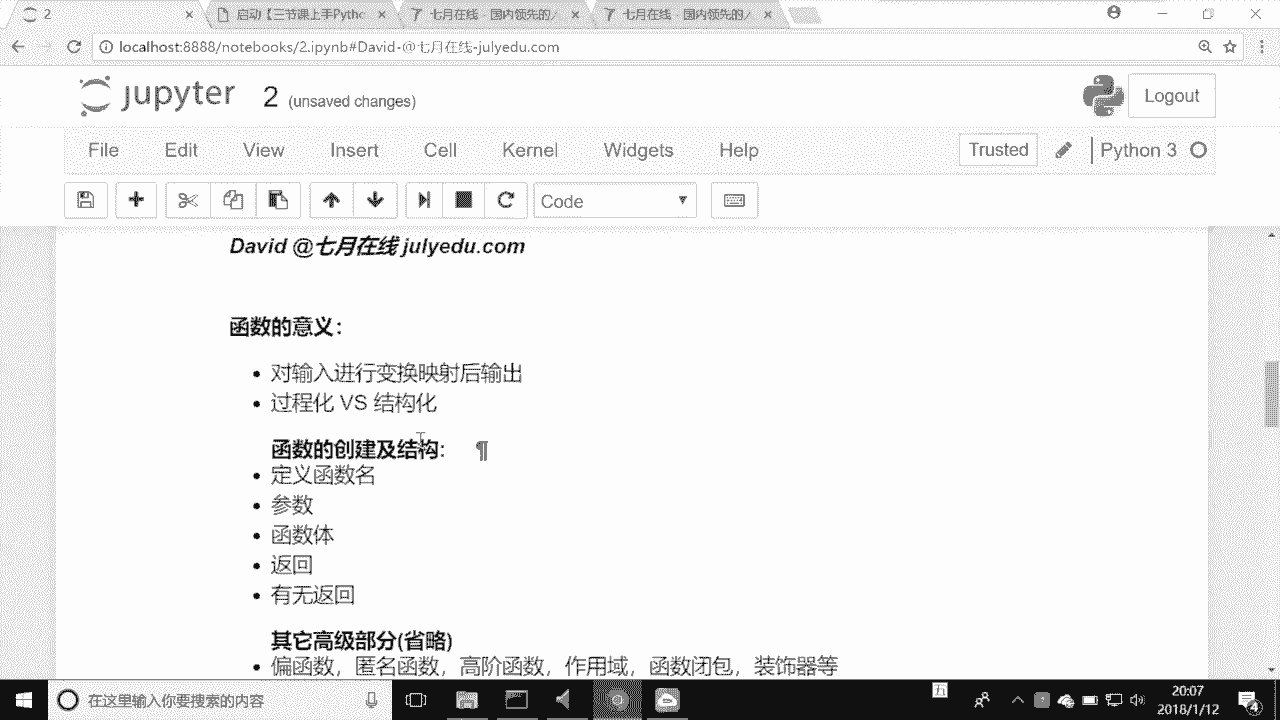 2
启动【三节课上手Pytho
七月在线 - 国内领先的人
七月在线 - 国内领先的人
localhost:8888/notebooks/2.ipynb#David-@七月在线-julyedu.com
jupyter 2 (unsaved changes)
Logout
File Edit View Insert Cell Kernel Widgets Help
Trusted
Python 3
Code
David @七月在线 julyedu.com
函数的意义：
对输入进行变换映射后输出
过程化 VS 结构化
函数的创建及结构: ¶
定义函数名
参数
函数体
返回
有无返回
其它高级部分(省略)
偏函数，匿名函数，高阶函数，作用域，函数闭包，装饰器等
在这里输入你要搜索的内容
五
20:07
2018/1/12